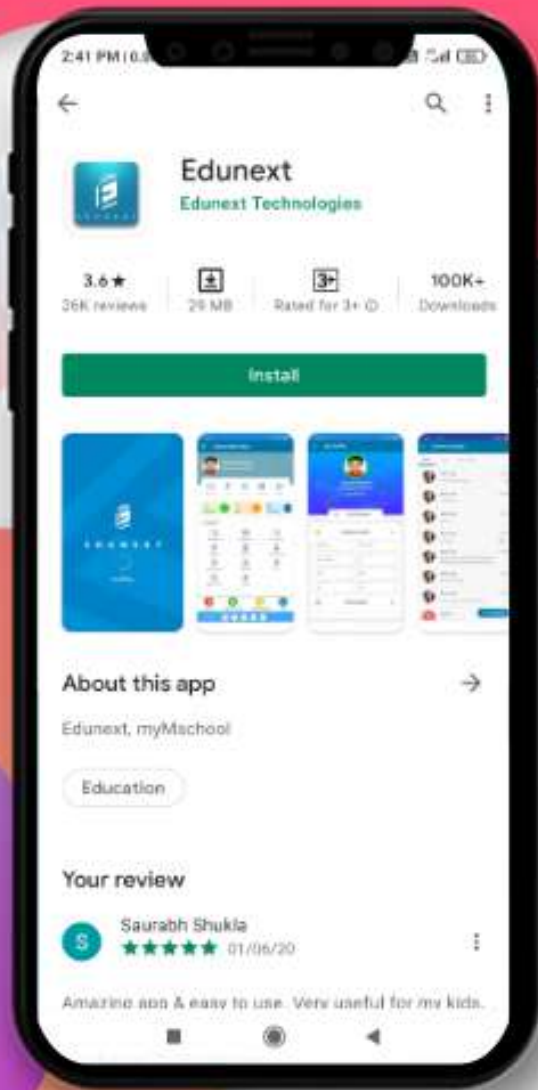 2:41 PM
Edunext
Edunext Technologies
3.6★
29 MB
3+
Rated for 3+
100K+
26K reviews
Downloads
Install
EDUNEXT
About this app
Edunext, myMschool
Education
Your review
S
Saurabh Shukla
★★★★★ 01/06/20
Amazing app & easy to use. Very useful for my kids.